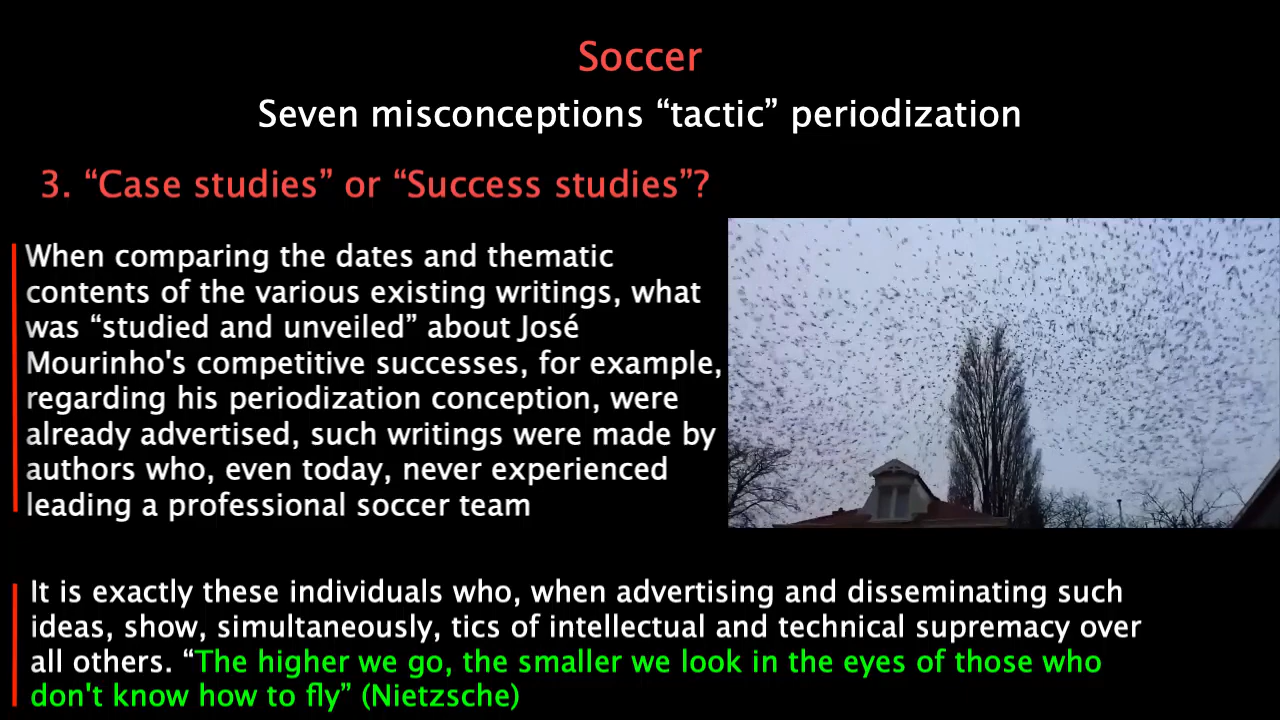 Soccer
Seven misconceptions “tactic” periodization
3. “Case studies” or “Success studies”?
When comparing the dates and thematic
contents of the various existing writings, what
was “studied and unveiled” about José
Mourinho's competitive successes, for example,
regarding his periodization conception, were
already advertised, such writings were made by
authors who, even today, never experienced
leading a professional soccer team
It is exactly these individuals who, when advertising and disseminating such
ideas, show, simultaneously, tics of intellectual and technical supremacy over
all others. “The higher we go, the smaller we look in the eyes of those who
don't know how to fly” (Nietzsche)